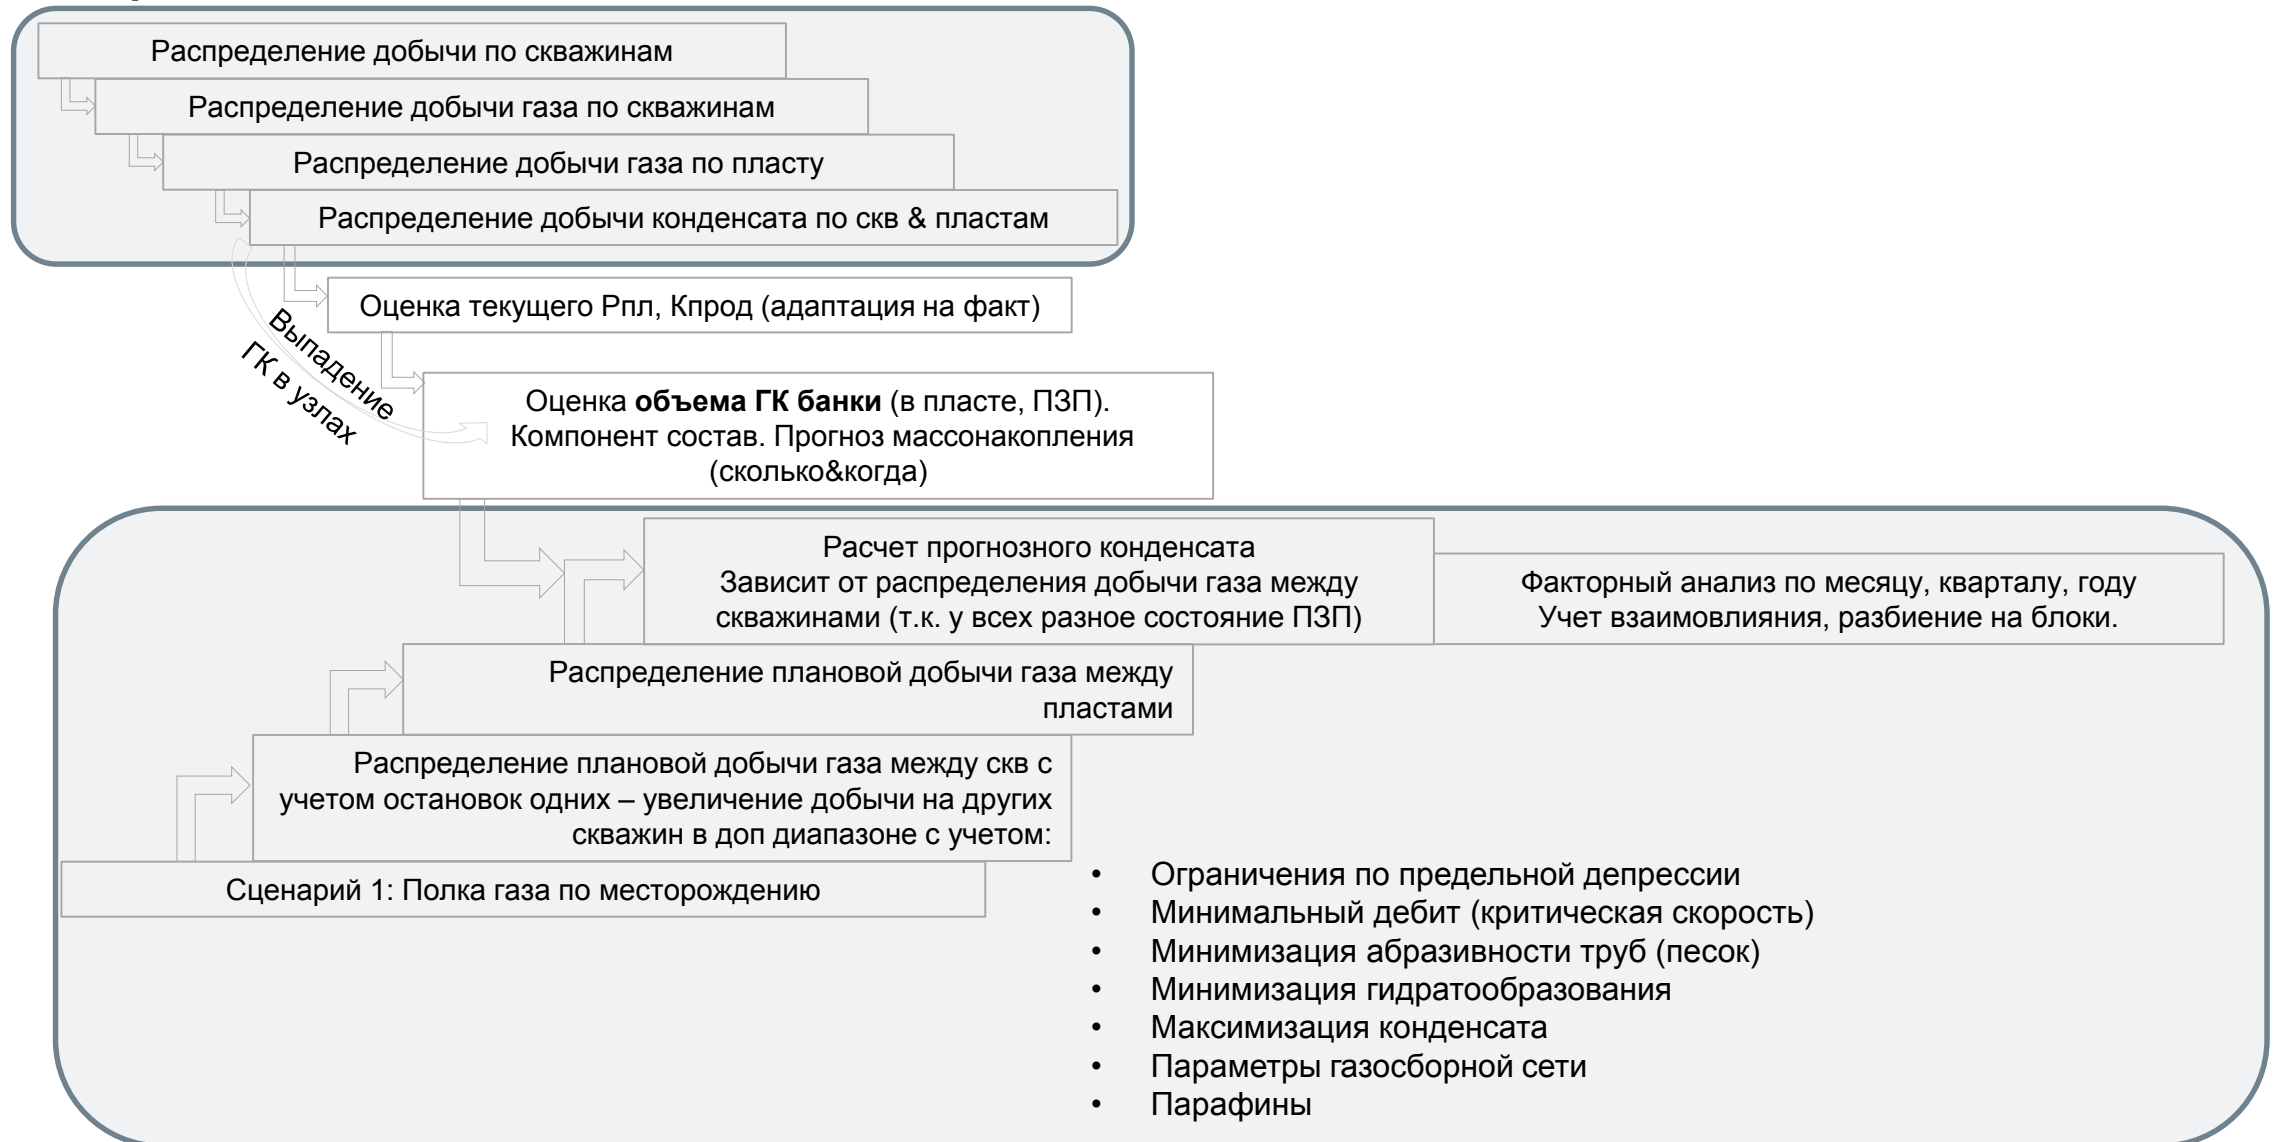 Распределение добычи по скважинам
Распределение добычи газа по скважинам
Распределение добычи газа по пласту
Распределение добычи конденсата по скв & пластам
Оценка текущего Рпл, Кпрод (адаптация на факт)
Выпадение
ГК в узлах
Оценка объема ГК банки (в пласте, ПЗП).
Компонент состав. Прогноз массонакопления
(сколько&когда)
Расчет прогнозного конденсата
Зависит от распределения добычи газа между
скважинами (т.к. у всех разное состояние ПЗП)
Факторный анализ по месяцу, кварталу, году
Учет взаимовлияния, разбиение на блоки.
Распределение плановой добычи газа между
пластами
Распределение плановой добычи газа между скв с
учетом остановок одних – увеличение добычи на других
скважин в доп диапазоне с учетом:
Сценарий 1: Полка газа по месторождению
• Ограничения по предельной депрессии
• Минимальный дебит (критическая скорость)
• Минимизация абразивности труб (песок)
• Минимизация гидратообразования
• Максимизация конденсата
• Параметры газосборной сети
• Парафины